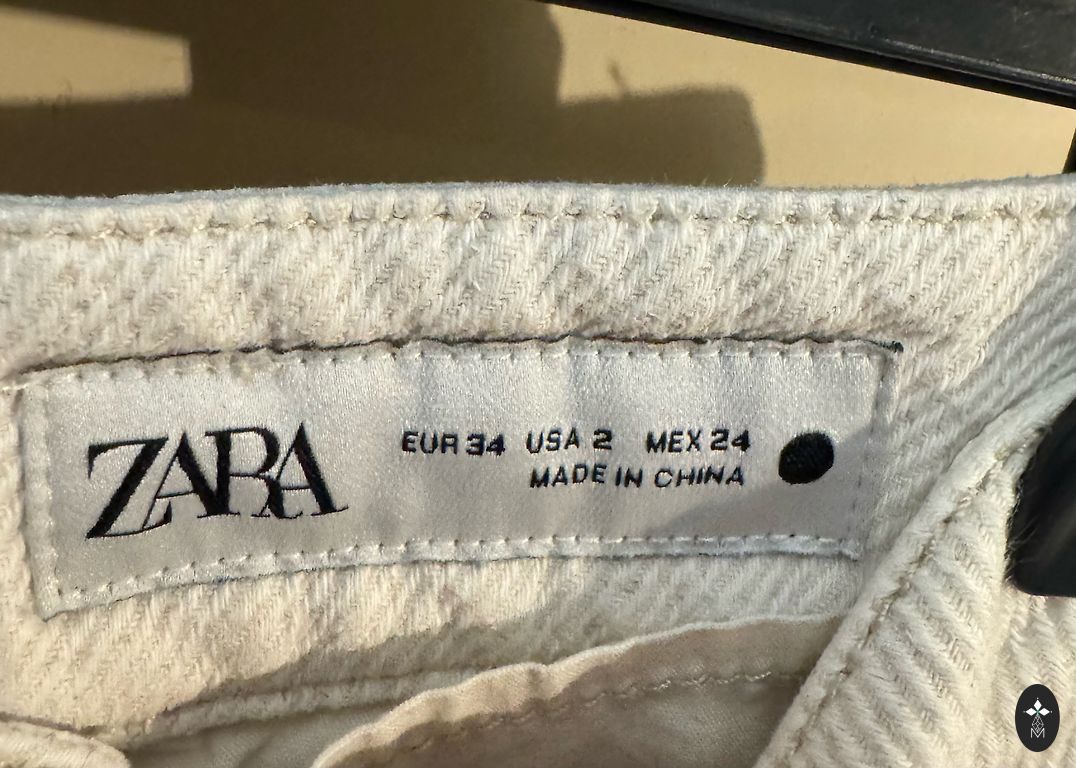 ZARA
EUR 34 USA 2 MEX 24
MADE IN CHINA
M